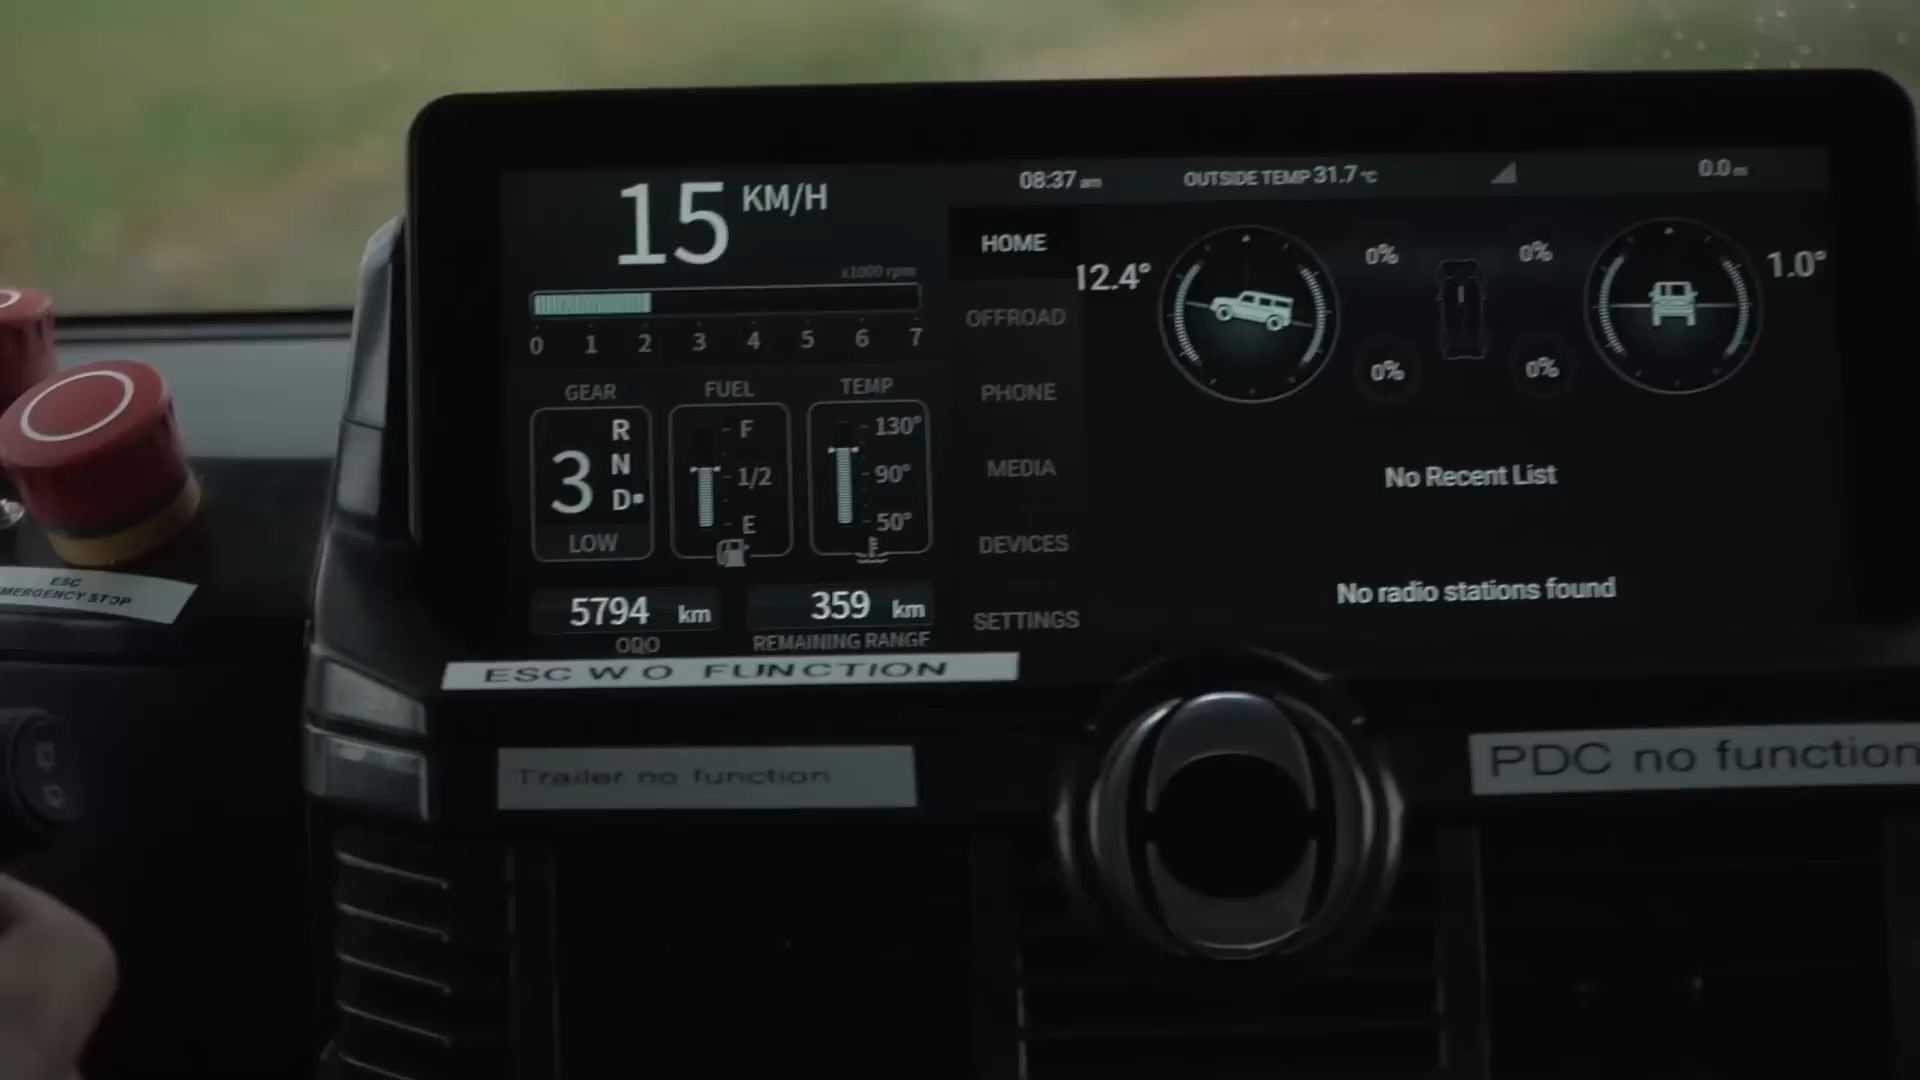 15 KM/H
x1000 rpm
0 1 2 3 4 5 6 7
GEAR
3
R
N
D
LOW
FUEL
F
1/2
E
TEMP
130°
90°
50°
5794 km
ODO
359 km
REMAINING RANGE
08:37 am
OUTSIDE TEMP 31.7 °C
0.0 m
HOME
OFFROAD
PHONE
MEDIA
DEVICES
SETTINGS
12.4°
0% 0%
0% 0%
1.0°
No Recent List
No radio stations found
ESC
EMERGENCY STOP
ESC W O FUNCTION
Trailer no function
PDC no function